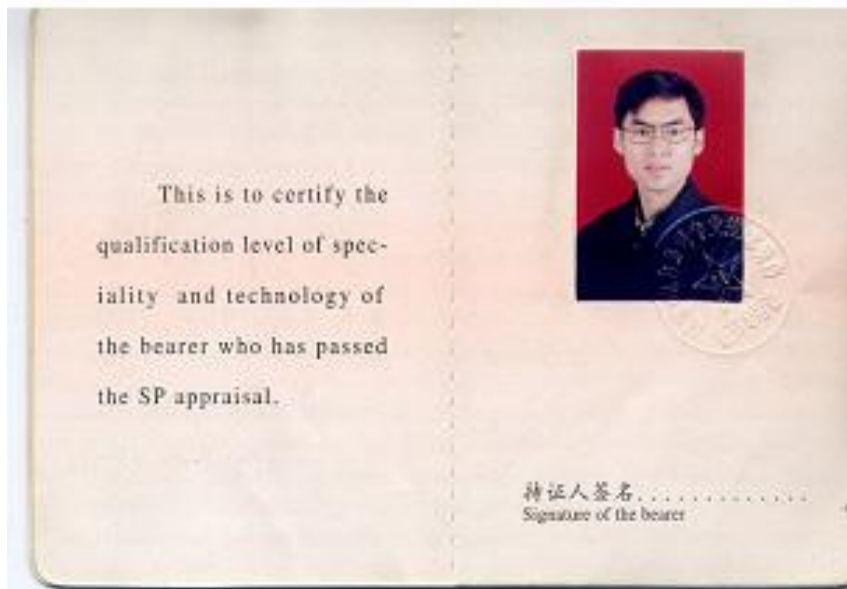 This is to certify the
qualification level of spec-
iality and technology of
the bearer who has passed
the SP appraisal.
持证人签名.............
Signature of the bearer